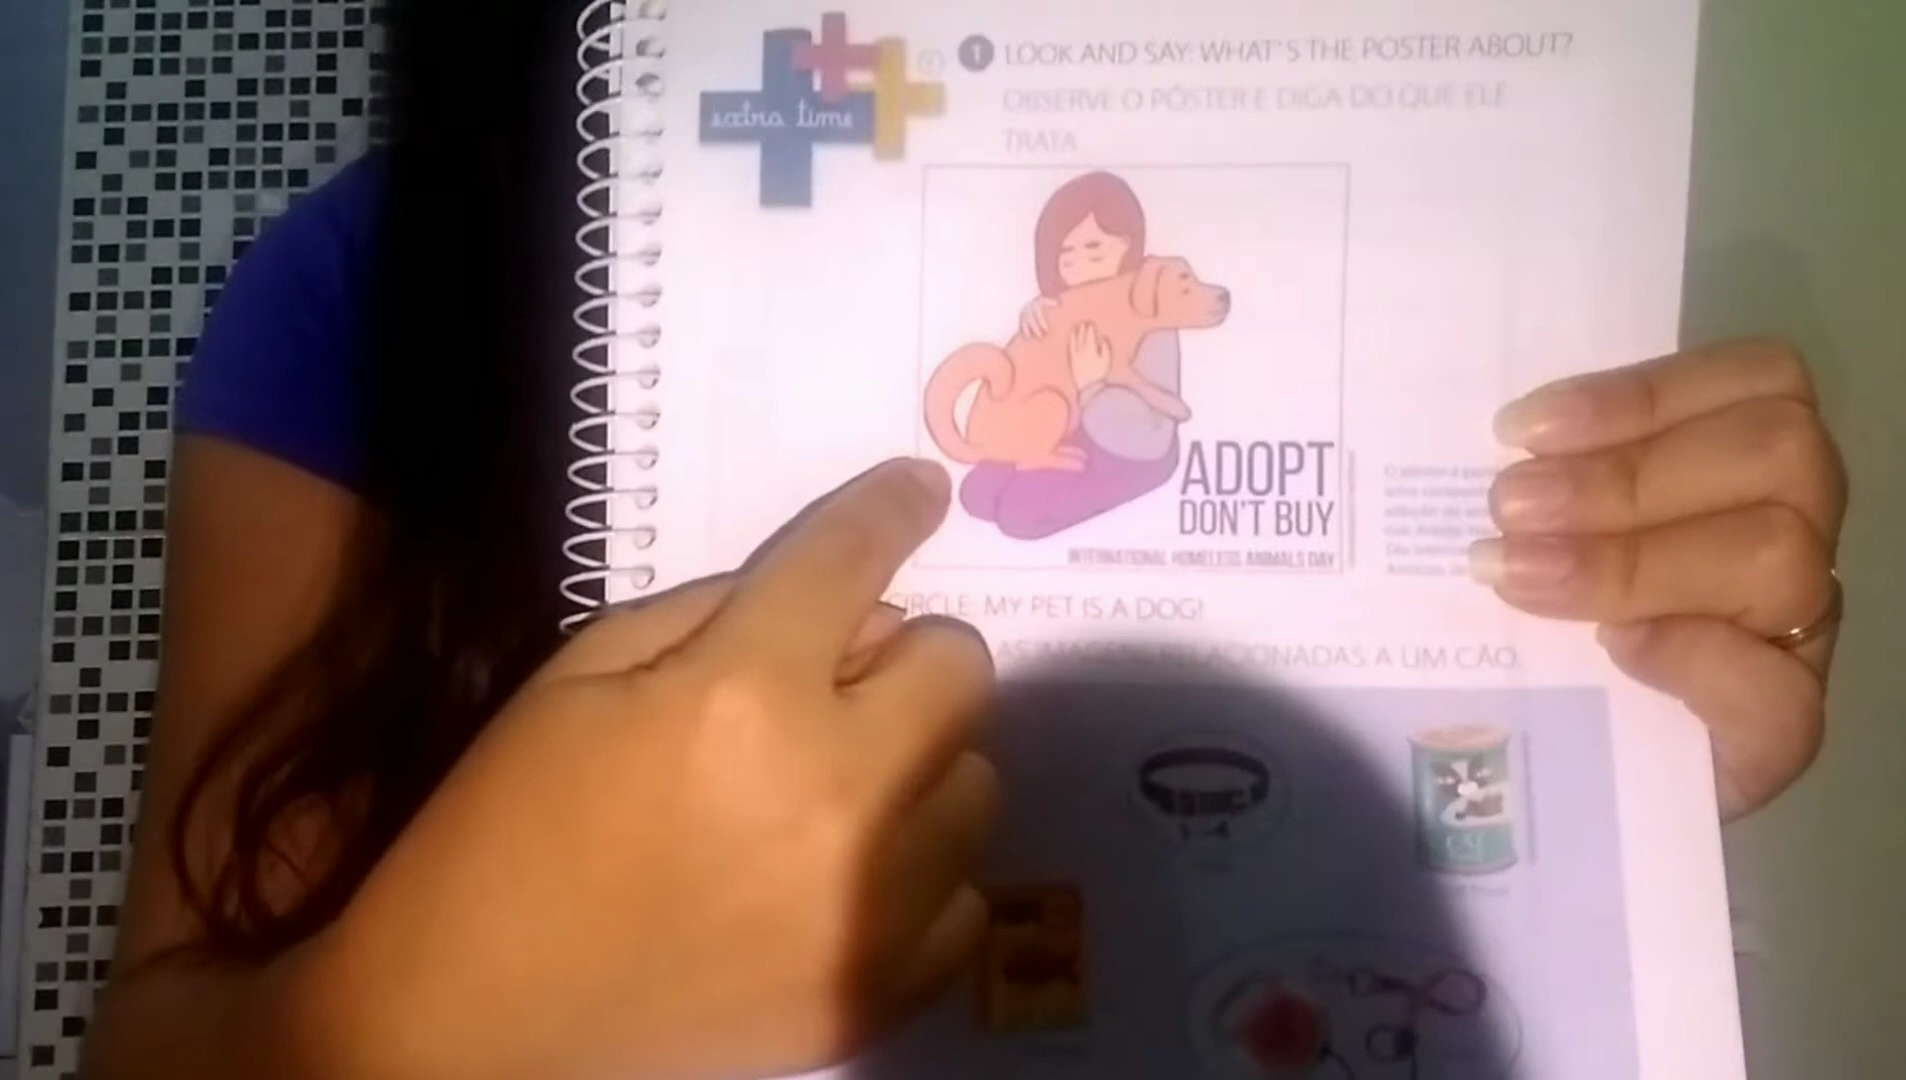 extra time
1 LOOK AND SAY: WHAT'S THE POSTER ABOUT?
OBSERVE O PÔSTER E DIGA DO QUE ELE
TRATA
ADOPT
DON'T BUY
INTERNATIONAL HOMELESS ANIMALS DAY
CIRCLE: MY PET IS A DOG!
AS IMAGENS RELACIONADAS A UM CÃO.
CAT